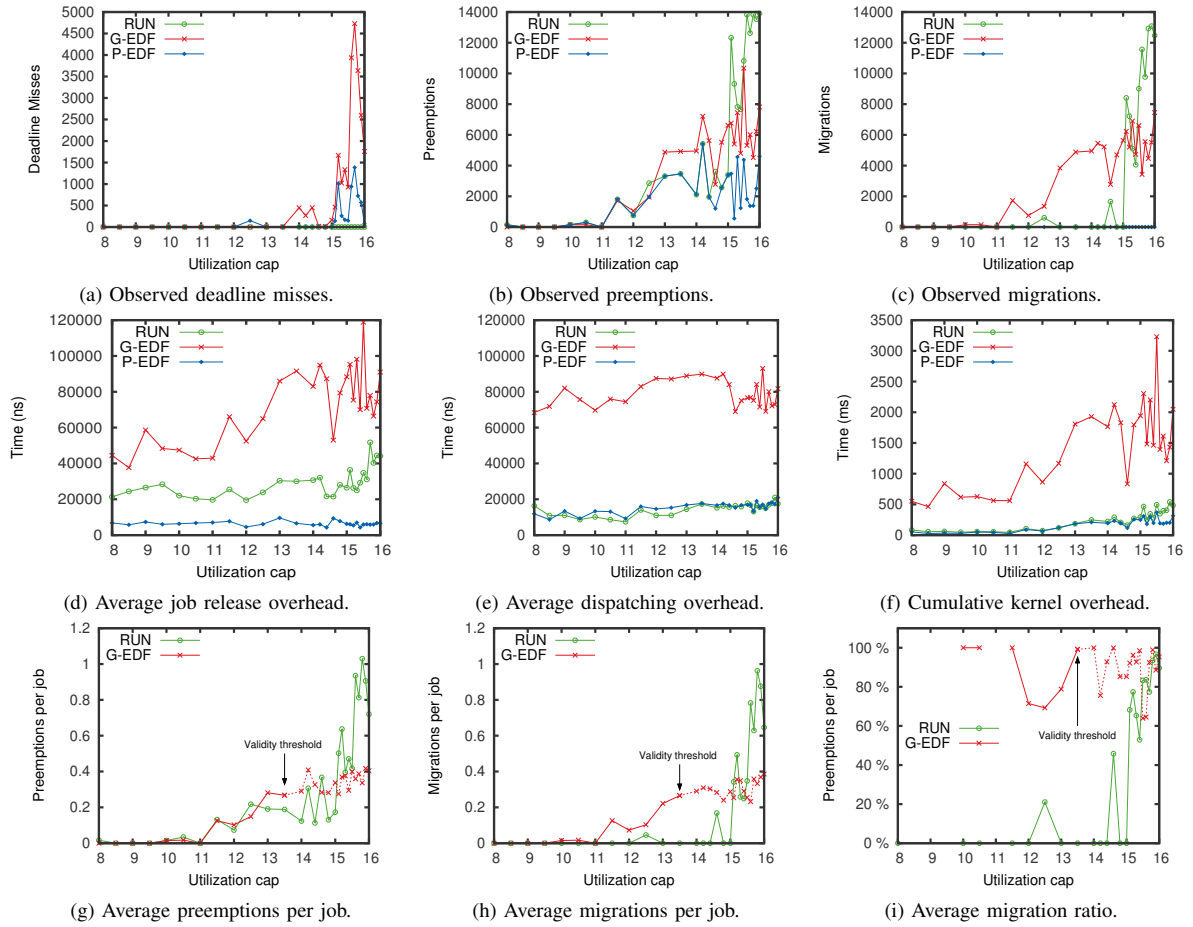 RUN
G-EDF
P-EDF
Deadline Misses
5000
4500
4000
3500
3000
2500
2000
1500
1000
500
0
8 9 10 11 12 13 14 15 16
Utilization cap
(a) Observed deadline misses.
RUN
G-EDF
P-EDF
Preemptions
14000
12000
10000
8000
6000
4000
2000
0
8 9 10 11 12 13 14 15 16
Utilization cap
(b) Observed preemptions.
RUN
G-EDF
P-EDF
Migrations
14000
12000
10000
8000
6000
4000
2000
0
8 9 10 11 12 13 14 15 16
Utilization cap
(c) Observed migrations.
RUN
G-EDF
P-EDF
Time (ns)
120000
100000
80000
60000
40000
20000
0
8 9 10 11 12 13 14 15 16
Utilization cap
(d) Average job release overhead.
RUN
G-EDF
P-EDF
Time (ns)
120000
100000
80000
60000
40000
20000
0
8 9 10 11 12 13 14 15 16
Utilization cap
(e) Average dispatching overhead.
RUN
G-EDF
P-EDF
Time (ms)
3500
3000
2500
2000
1500
1000
500
0
8 9 10 11 12 13 14 15 16
Utilization cap
(f) Cumulative kernel overhead.
RUN
G-EDF
Preemptions per job
1.2
1
0.8
0.6
0.4
0.2
0
Validity threshold
8 9 10 11 12 13 14 15 16
Utilization cap
(g) Average preemptions per job.
RUN
G-EDF
Migrations per job
1.2
1
0.8
0.6
0.4
0.2
0
Validity threshold
8 9 10 11 12 13 14 15 16
Utilization cap
(h) Average migrations per job.
RUN
G-EDF
Preemptions per job
100 %
80 %
60 %
40 %
20 %
0 %
Validity threshold
8 9 10 11 12 13 14 15 16
Utilization cap
(i) Average migration ratio.